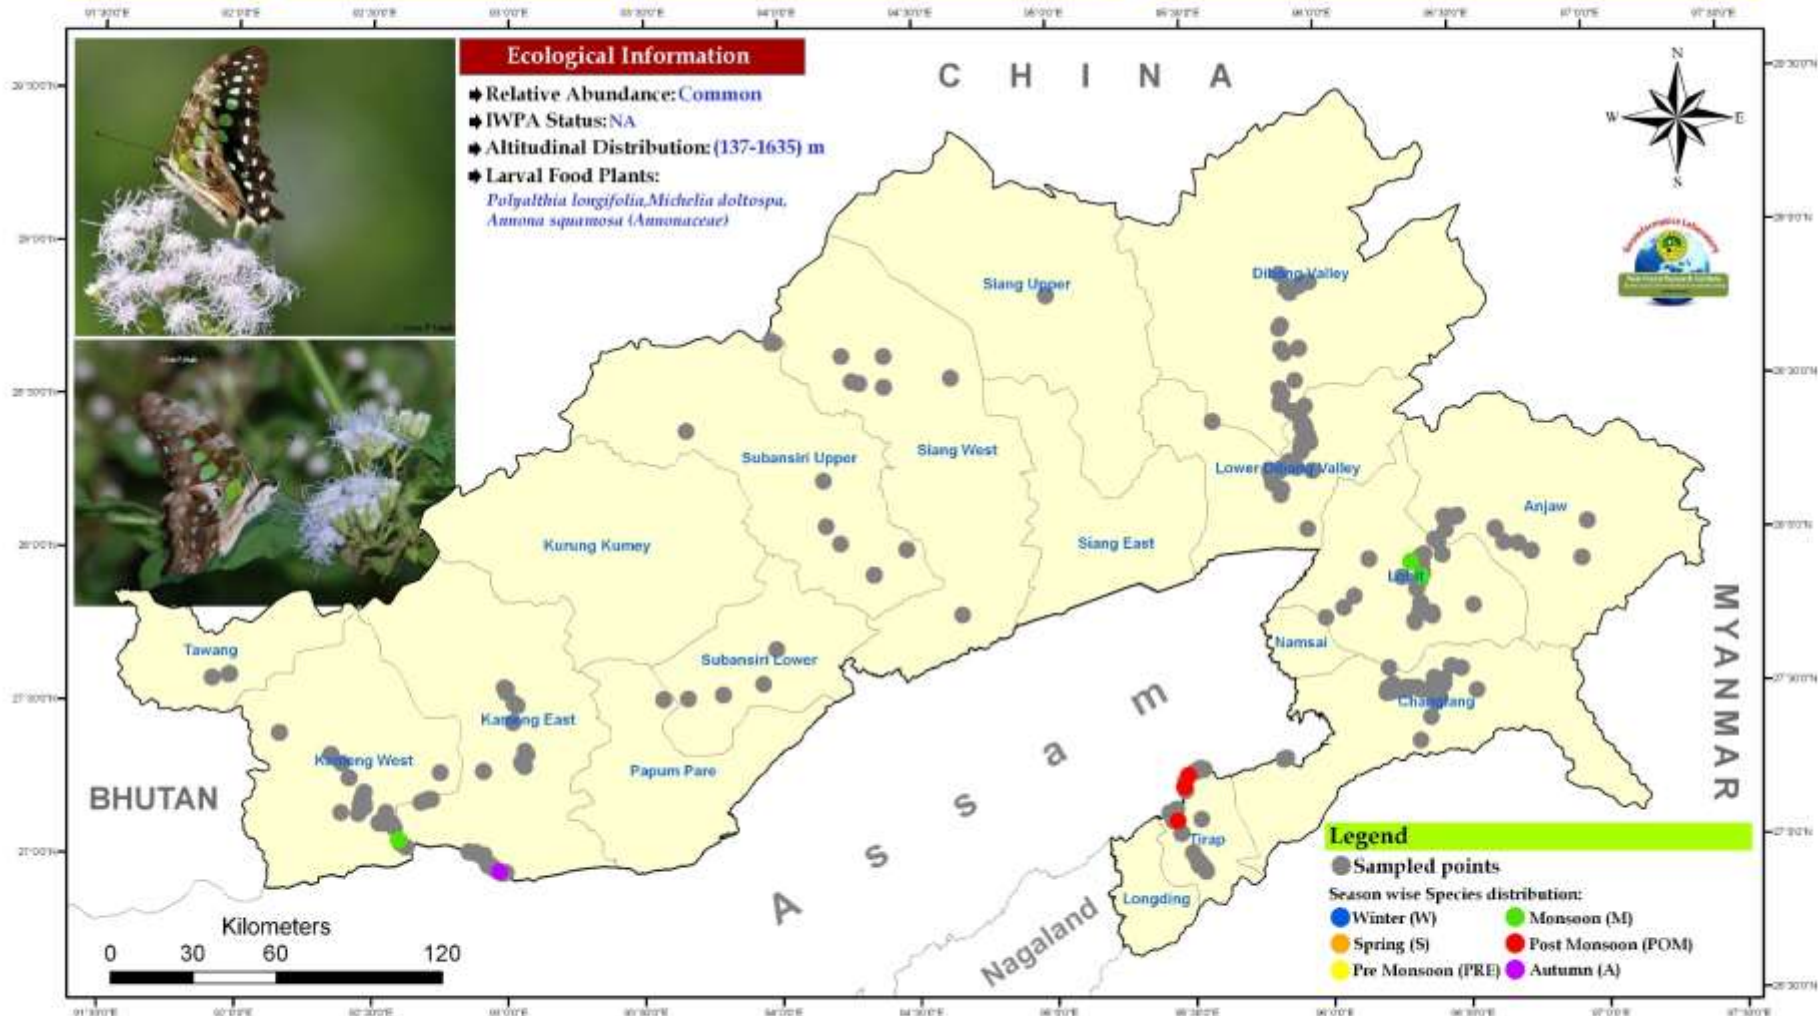 Ecological Information
Relative Abundance: Common
IWPA Status: NA
Altitudinal Distribution: (137-1635) m
Larval Food Plants:
Polyalthia longifolia, Michelia doltospa,
Annona squamosa (Annonaceae)
C H I N A
N
W
E
S
Geoinformatics Laboratory
Siang Upper
Dibang Valley
Subansiri Upper
Siang West
Lower Dibang Valley
Anjaw
Kurung Kumey
Siang East
Lohit
MYANMAR
Tawang
Subansiri Lower
Namsai
Changlang
Kameng East
Kameng West
Papum Pare
BHUTAN
Assam
Tirap
Longding
Nagaland
Kilometers
0 30 60 120
Legend
Sampled points
Season wise Species distribution:
Winter (W)
Monsoon (M)
Spring (S)
Post Monsoon (POM)
Pre Monsoon (PRE)
Autumn (A)